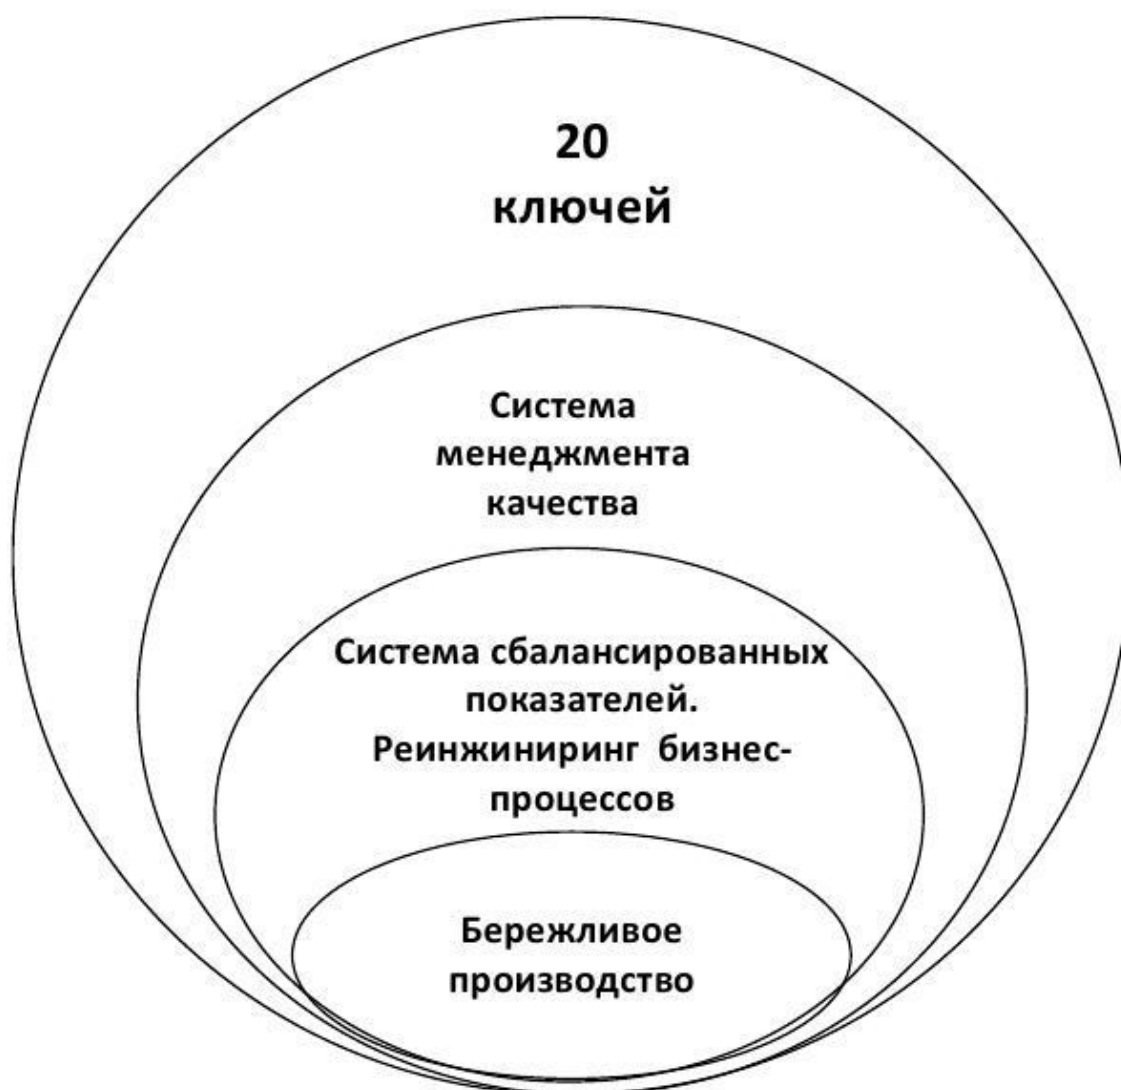 20
ключей
Система
менеджмента
качества
Система сбалансированных
показателей.
Реинжиниринг бизнес-
процессов
Бережливое
производство